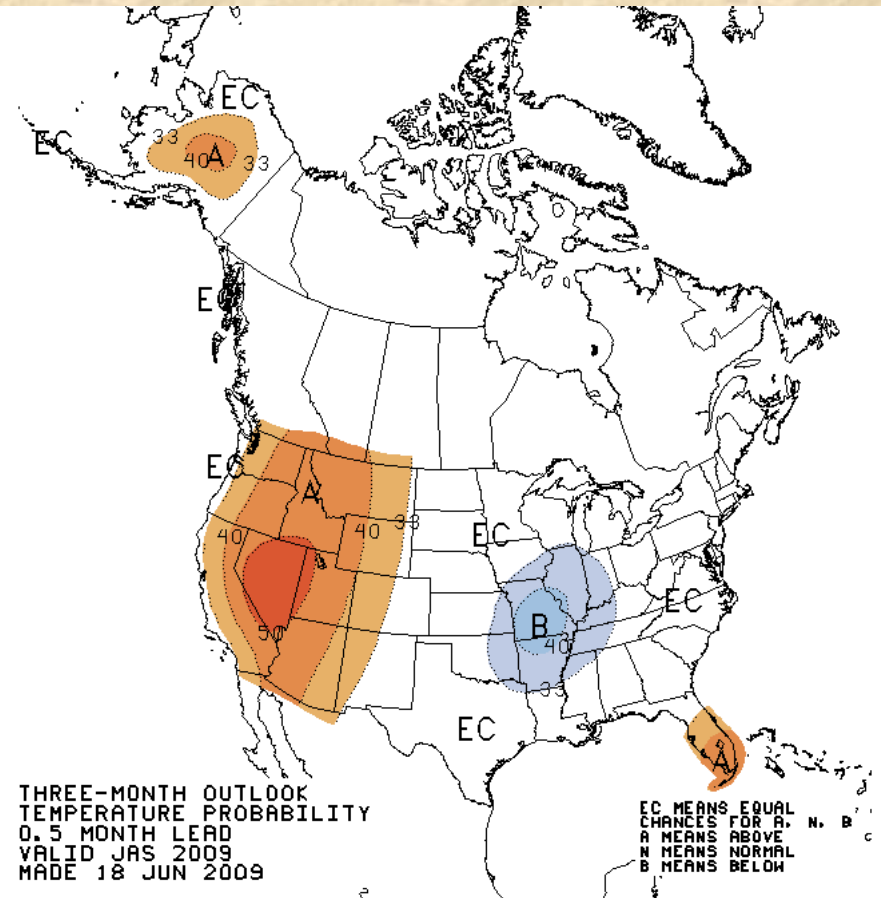 EC
EC
33
40 A 33
EC
EC
A
40 40 33
EC
50
B
40
EC
33
EC
A
THREE-MONTH OUTLOOK
TEMPERATURE PROBABILITY
0.5 MONTH LEAD
VALID JAS 2009
MADE 18 JUN 2009
EC MEANS EQUAL
CHANCES FOR A, N, B
A MEANS ABOVE
N MEANS NORMAL
B MEANS BELOW